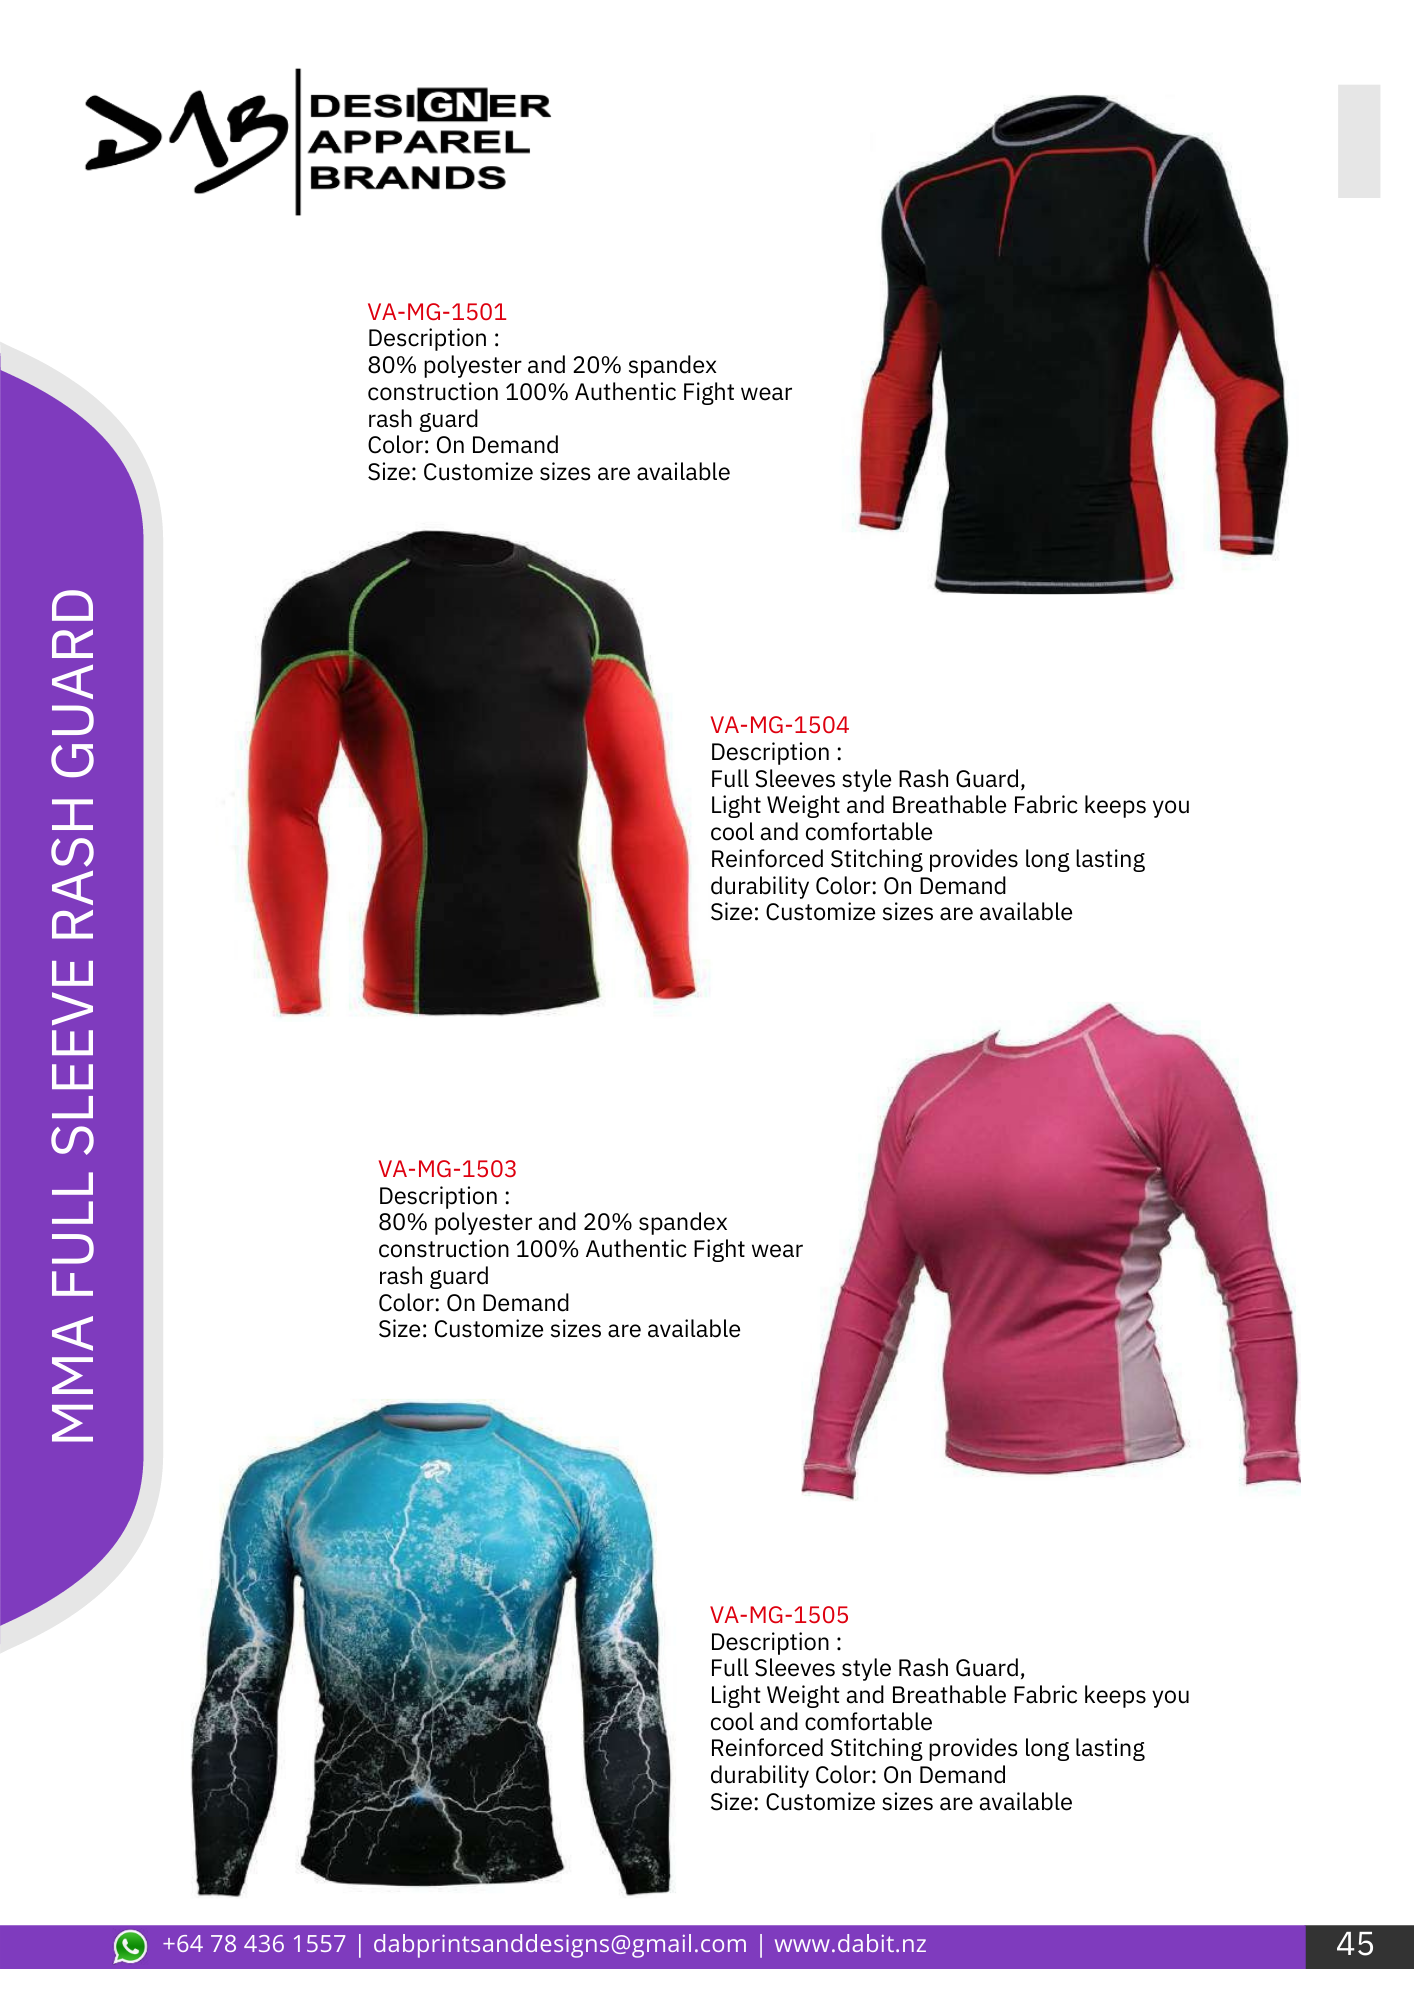 DAB
DESIGNER
APPAREL
BRANDS
VA-MG-1501
Description :
80% polyester and 20% spandex
construction 100% Authentic Fight wear
rash guard
Color: On Demand
Size: Customize sizes are available
MMA FULL SLEEVE RASH GUARD
VA-MG-1504
Description :
Full Sleeves style Rash Guard,
Light Weight and Breathable Fabric keeps you
cool and comfortable
Reinforced Stitching provides long lasting
durability Color: On Demand
Size: Customize sizes are available
VA-MG-1503
Description :
80% polyester and 20% spandex
construction 100% Authentic Fight wear
rash guard
Color: On Demand
Size: Customize sizes are available
VA-MG-1505
Description :
Full Sleeves style Rash Guard,
Light Weight and Breathable Fabric keeps you
cool and comfortable
Reinforced Stitching provides long lasting
durability Color: On Demand
Size: Customize sizes are available
+64 78 436 1557 | dabprintsanddesigns@gmail.com | www.dabit.nz
45